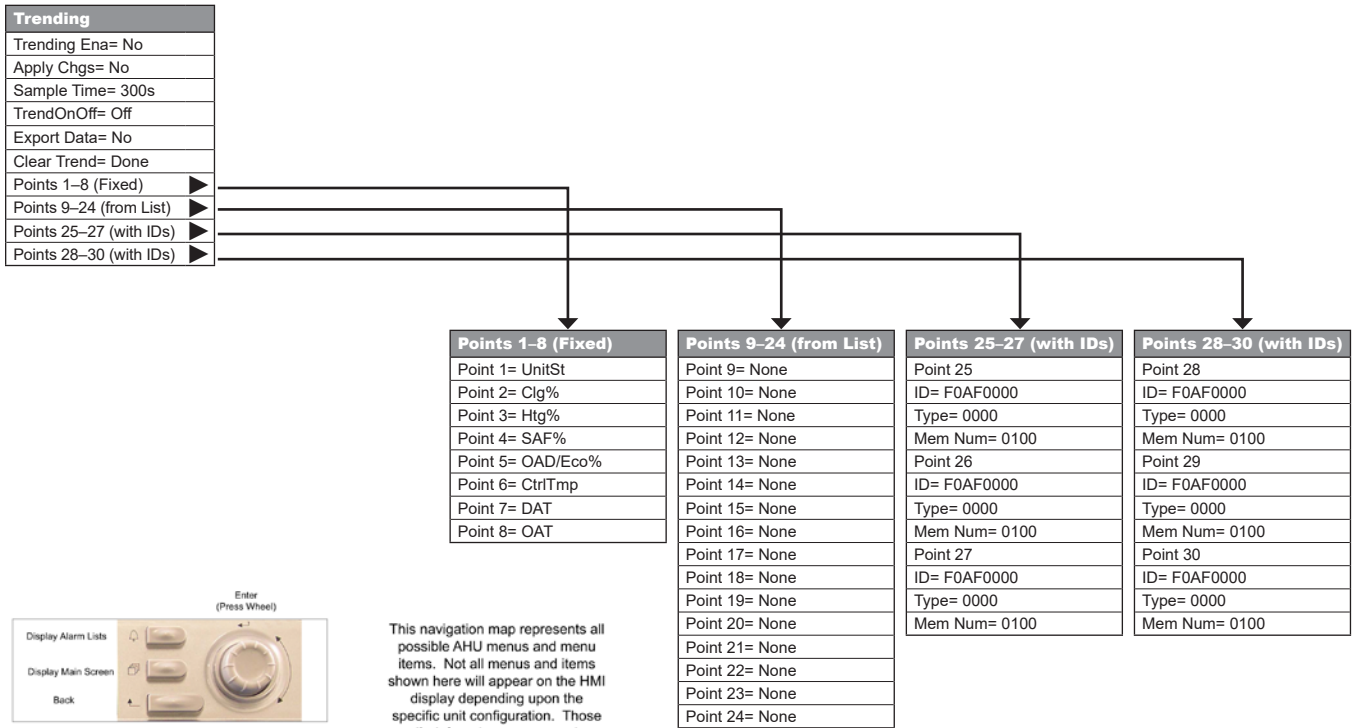 Trending
Trending Ena= No
Apply Chgs= No
Sample Time= 300s
TrendOnOff= Off
Export Data= No
Clear Trend= Done
Points 1–8 (Fixed)
Points 9–24 (from List)
Points 25–27 (with IDs)
Points 28–30 (with IDs)
Points 1–8 (Fixed)
Point 1= UnitSt
Point 2= Clg%
Point 3= Htg%
Point 4= SAF%
Point 5= OAD/Eco%
Point 6= CtrlTmp
Point 7= DAT
Point 8= OAT
Points 9–24 (from List)
Point 9= None
Point 10= None
Point 11= None
Point 12= None
Point 13= None
Point 14= None
Point 15= None
Point 16= None
Point 17= None
Point 18= None
Point 19= None
Point 20= None
Point 21= None
Point 22= None
Point 23= None
Point 24= None
Points 25–27 (with IDs)
Point 25
ID= F0AF0000
Type= 0000
Mem Num= 0100
Point 26
ID= F0AF0000
Type= 0000
Mem Num= 0100
Point 27
ID= F0AF0000
Type= 0000
Mem Num= 0100
Points 28–30 (with IDs)
Point 28
ID= F0AF0000
Type= 0000
Mem Num= 0100
Point 29
ID= F0AF0000
Type= 0000
Mem Num= 0100
Point 30
ID= F0AF0000
Type= 0000
Mem Num= 0100
Enter
(Press Wheel)
Display Alarm Lists
Display Main Screen
Back
This navigation map represents all
possible AHU menus and menu
items. Not all menus and items
shown here will appear on the HMI
display depending upon the
specific unit configuration. Those